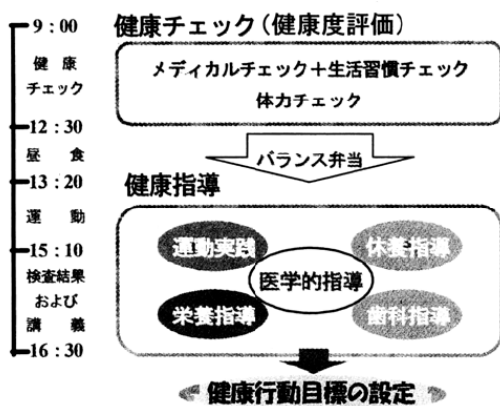 9：00
健康
チェック
12：30
昼食
13：20
運動
15：10
検査結果
および
講義
16：30
健康チェック（健康度評価）
メディカルチェック＋生活習慣チェック
体力チェック
バランス弁当
健康指導
運動実践
休養指導
医学的指導
栄養指導
歯科指導
健康行動目標の設定